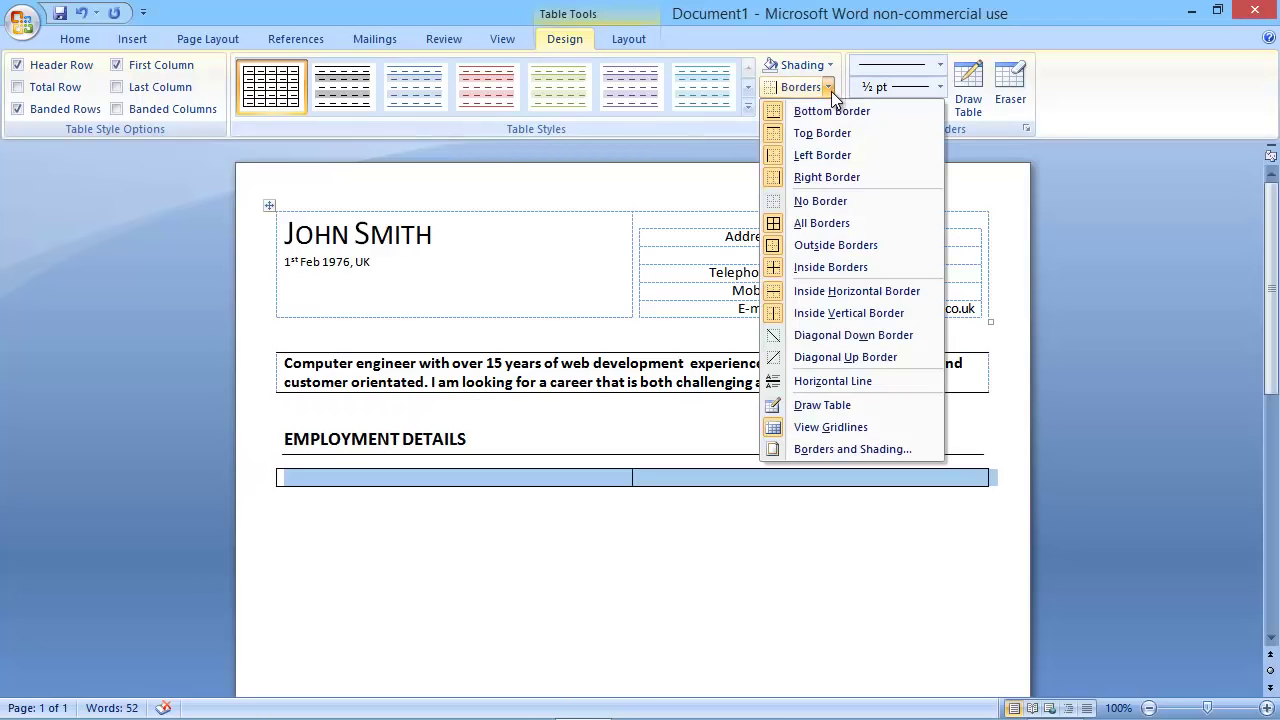 Table Tools
Document1 - Microsoft Word non-commercial use
Home
Insert
Page Layout
References
Mailings
Review
View
Design
Layout
Header Row
First Column
Total Row
Last Column
Banded Rows
Banded Columns
Table Style Options
Table Styles
Shading
Borders
½ pt
Draw
Table
Eraser
ders
Bottom Border
Top Border
Left Border
Right Border
No Border
All Borders
Outside Borders
Inside Borders
Inside Horizontal Border
Inside Vertical Border
Diagonal Down Border
Diagonal Up Border
Horizontal Line
Draw Table
View Gridlines
Borders and Shading...
JOHN SMITH
1st Feb 1976, UK
Addre
Telepho
Mob
E-m co.uk
Computer engineer with over 15 years of web development experienc nd
customer orientated. I am looking for a career that is both challenging a
EMPLOYMENT DETAILS
Page: 1 of 1
Words: 52
100%